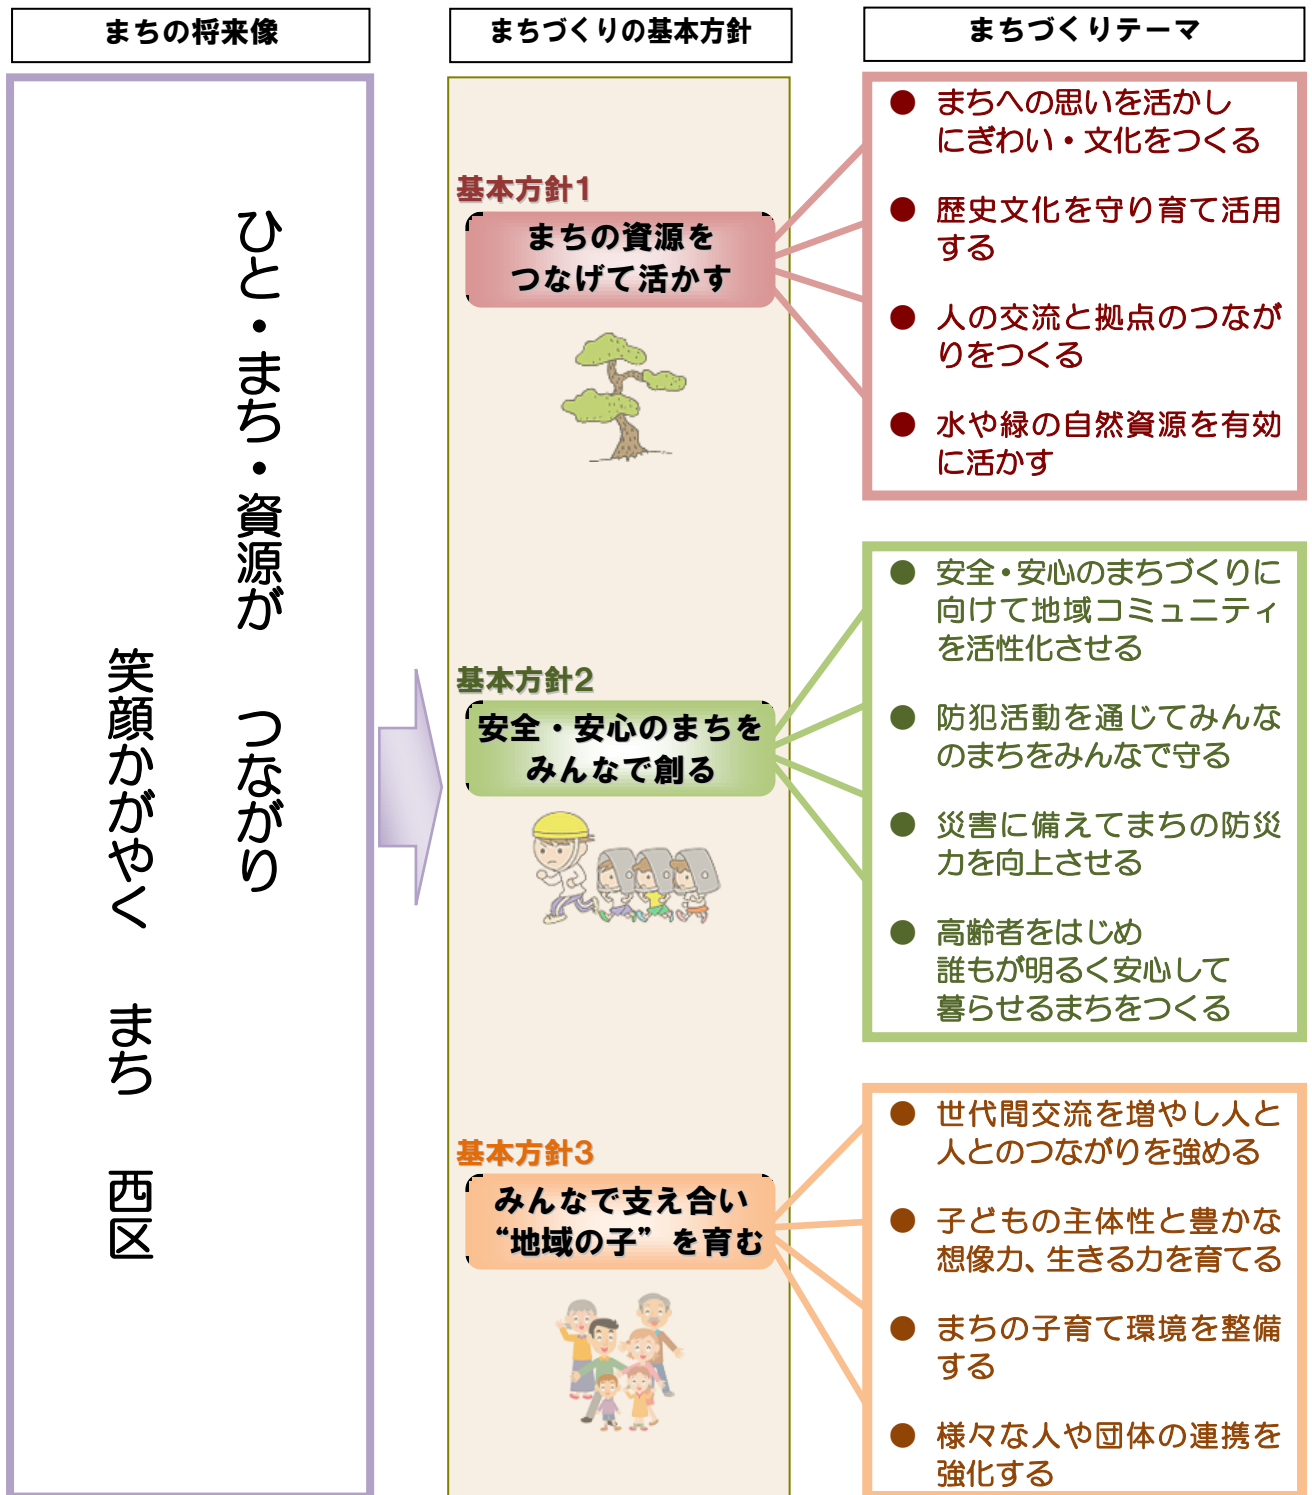 まちの将来像
ひと・まち・資源が　つながり
笑顔かがやく　まち　西区
まちづくりの基本方針
基本方針1
まちの資源を
つなげて活かす
基本方針2
安全・安心のまちを
みんなで創る
基本方針3
みんなで支え合い
“地域の子”を育む
まちづくりテーマ
● まちへの思いを活かし
にぎわい・文化をつくる
● 歴史文化を守り育て活用
する
● 人の交流と拠点のつなが
りをつくる
● 水や緑の自然資源を有効
に活かす
● 安全・安心のまちづくりに
向けて地域コミュニティ
を活性化させる
● 防犯活動を通じてみんな
のまちをみんなで守る
● 災害に備えてまちの防災
力を向上させる
● 高齢者をはじめ
誰もが明るく安心して
暮らせるまちをつくる
● 世代間交流を増やし人と
人とのつながりを強める
● 子どもの主体性と豊かな
想像力、生きる力を育てる
● まちの子育て環境を整備
する
● 様々な人や団体の連携を
強化する